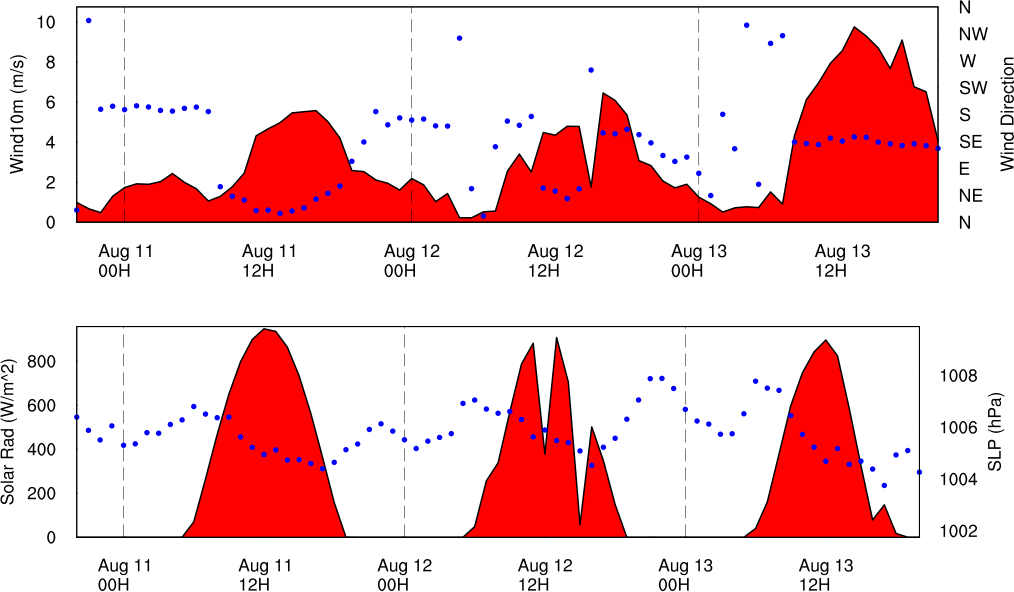 10
8
6
4
2
0
Wind10m (m/s)
N
NW
W
SW
S
SE
E
NE
N
Wind Direction
Aug 11 Aug 11 Aug 12 Aug 12 Aug 13 Aug 13
00H 12H 00H 12H 00H 12H
800
600
400
200
0
Solar Rad (W/m^2)
1008
1006
1004
1002
SLP (hPa)
Aug 11 Aug 11 Aug 12 Aug 12 Aug 13 Aug 13
00H 12H 00H 12H 00H 12H